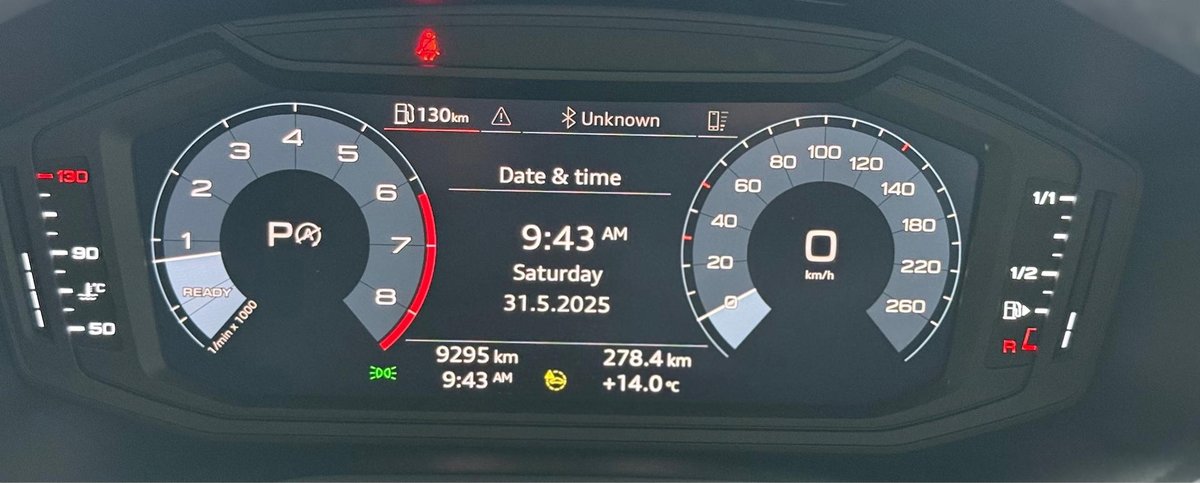 130km
Unknown
Date & time
9:43 AM
Saturday
31.5.2025
9295 km
278.4 km
9:43 AM
+14.0°C
130
90
°C
50
1
2
3
4
5
6
7
8
READY
1/min x 1000
P
A
0
20
40
60
80
100
120
140
180
220
260
0
km/h
1/1
1/2
R